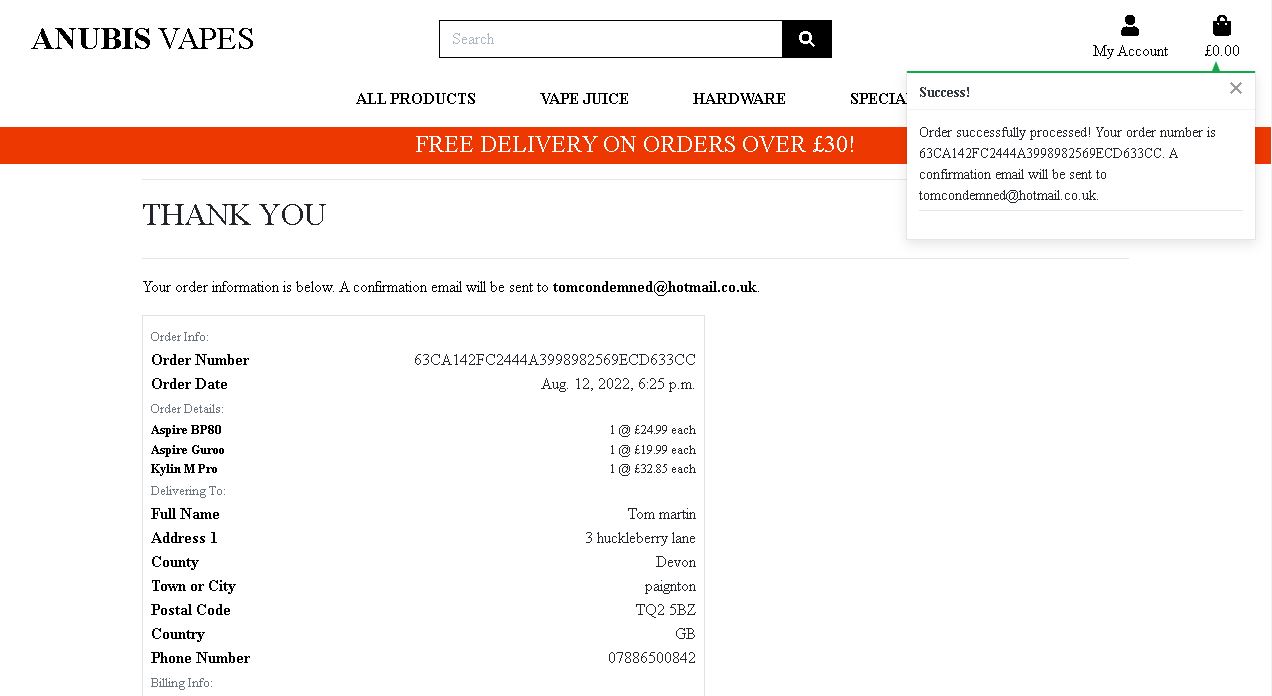 ANUBIS VAPES
Search
My Account
£0.00
ALL PRODUCTS VAPE JUICE HARDWARE
FREE DELIVERY ON ORDERS OVER £30!
Success!
Order successfully processed! Your order number is
63CA142FC2444A3998982569ECD633CC. A
confirmation email will be sent to
tomcondemned@hotmail.co.uk.
THANK YOU
Your order information is below. A confirmation email will be sent to tomcondemned@hotmail.co.uk.
Order Info:
Order Number 63CA142FC2444A3998982569ECD633CC
Order Date Aug. 12, 2022, 6:25 p.m.
Order Details:
Aspire BP80 1 @ £24.99 each
Aspire Guroo 1 @ £19.99 each
Kylin M Pro 1 @ £32.85 each
Delivering To:
Full Name Tom martin
Address 1 3 huckleberry lane
County Devon
Town or City paignton
Postal Code TQ2 5BZ
Country GB
Phone Number 07886500842
Billing Info: